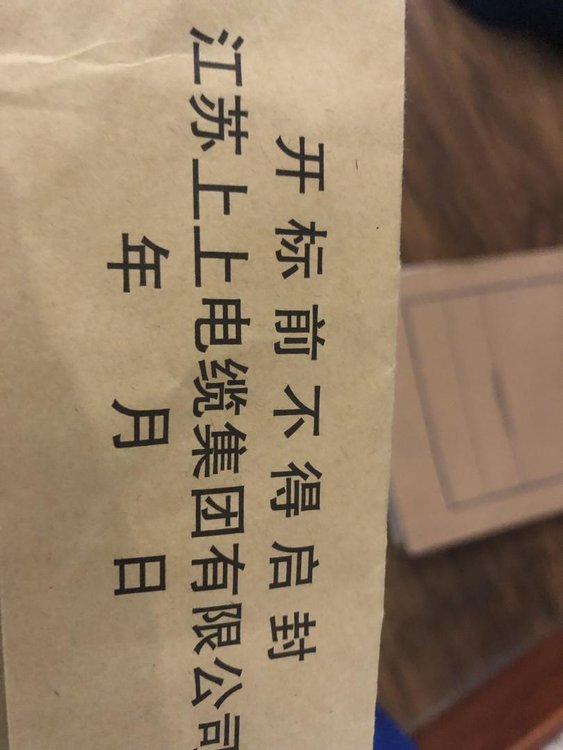 开标前不得启封
江苏上上电缆集团有限公司
年 月 日